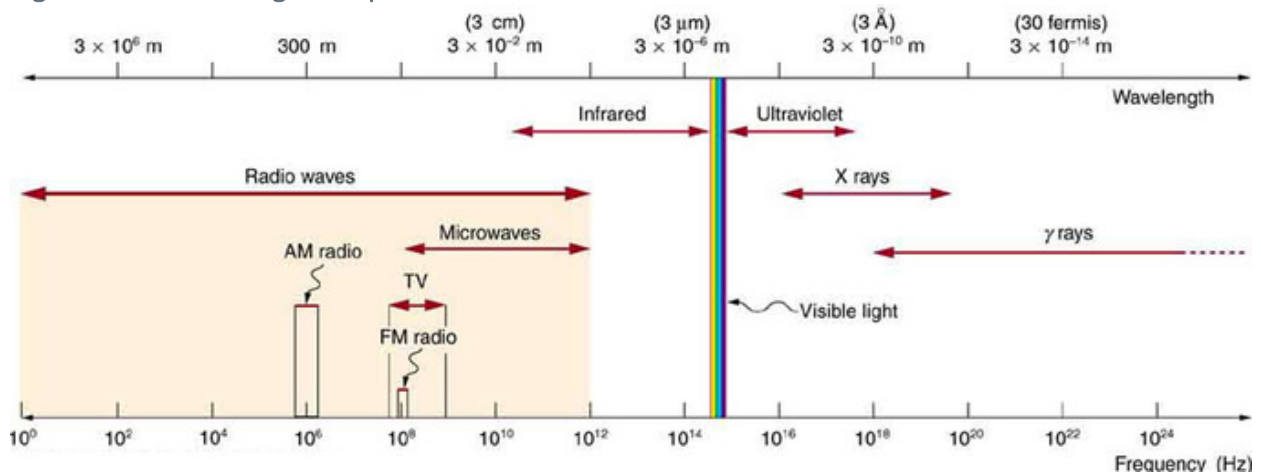 (3 cm) (3 μm) (3 Å) (30 fermis)
3 × 10⁶ m 300 m 3 × 10⁻² m 3 × 10⁻⁶ m 3 × 10⁻¹⁰ m 3 × 10⁻¹⁴ m
Wavelength
Infrared Ultraviolet
Radio waves X rays
Microwaves γ rays
AM radio
TV
Visible light
FM radio
10⁰ 10² 10⁴ 10⁶ 10⁸ 10¹⁰ 10¹² 10¹⁴ 10¹⁶ 10¹⁸ 10²⁰ 10²² 10²⁴
Frequency (Hz)